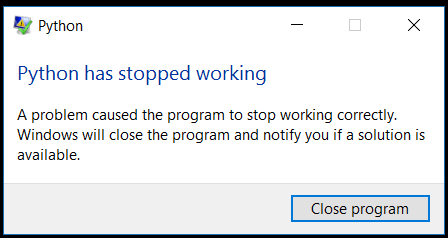 Python
Python has stopped working
A problem caused the program to stop working correctly.
Windows will close the program and notify you if a solution is
available.
Close program